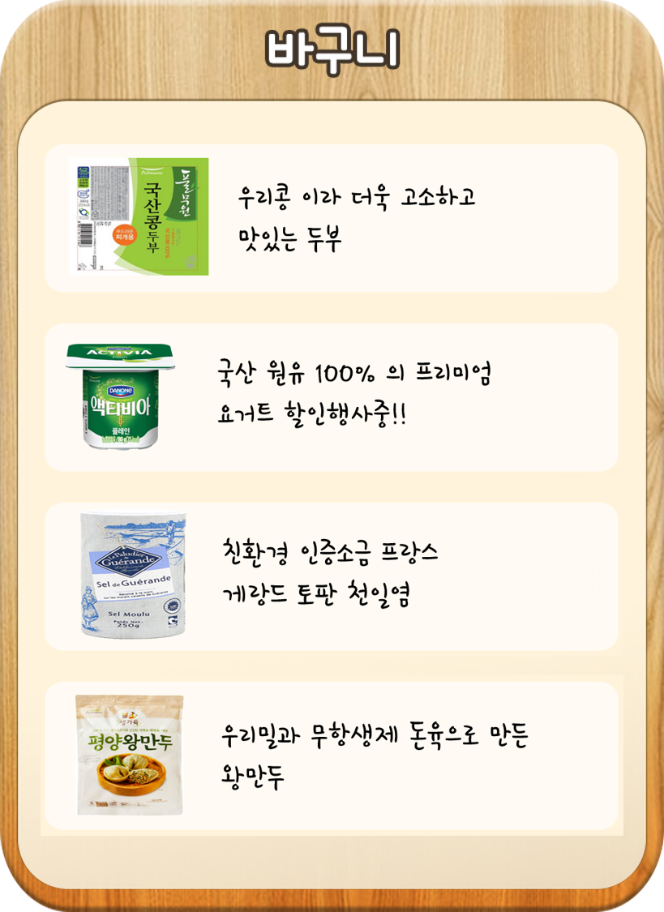 바구니
Pulmuone
풀무원
국산콩두부
찌개용
우리콩 이라 더욱 고소하고
맛있는 두부
ACTIVIA
DANONE
액티비아
플레인
국산 원유 100% 의 프리미엄
요거트 할인행사중!!
Le Paludier
de
Guérande
Sel de Guérande
Sel Moulu
Poids Net:
250g
친환경 인증소금 프랑스
게랑드 토판 천일염
평양왕만두
우리밀과 무항생제 돈육으로 만든
왕만두